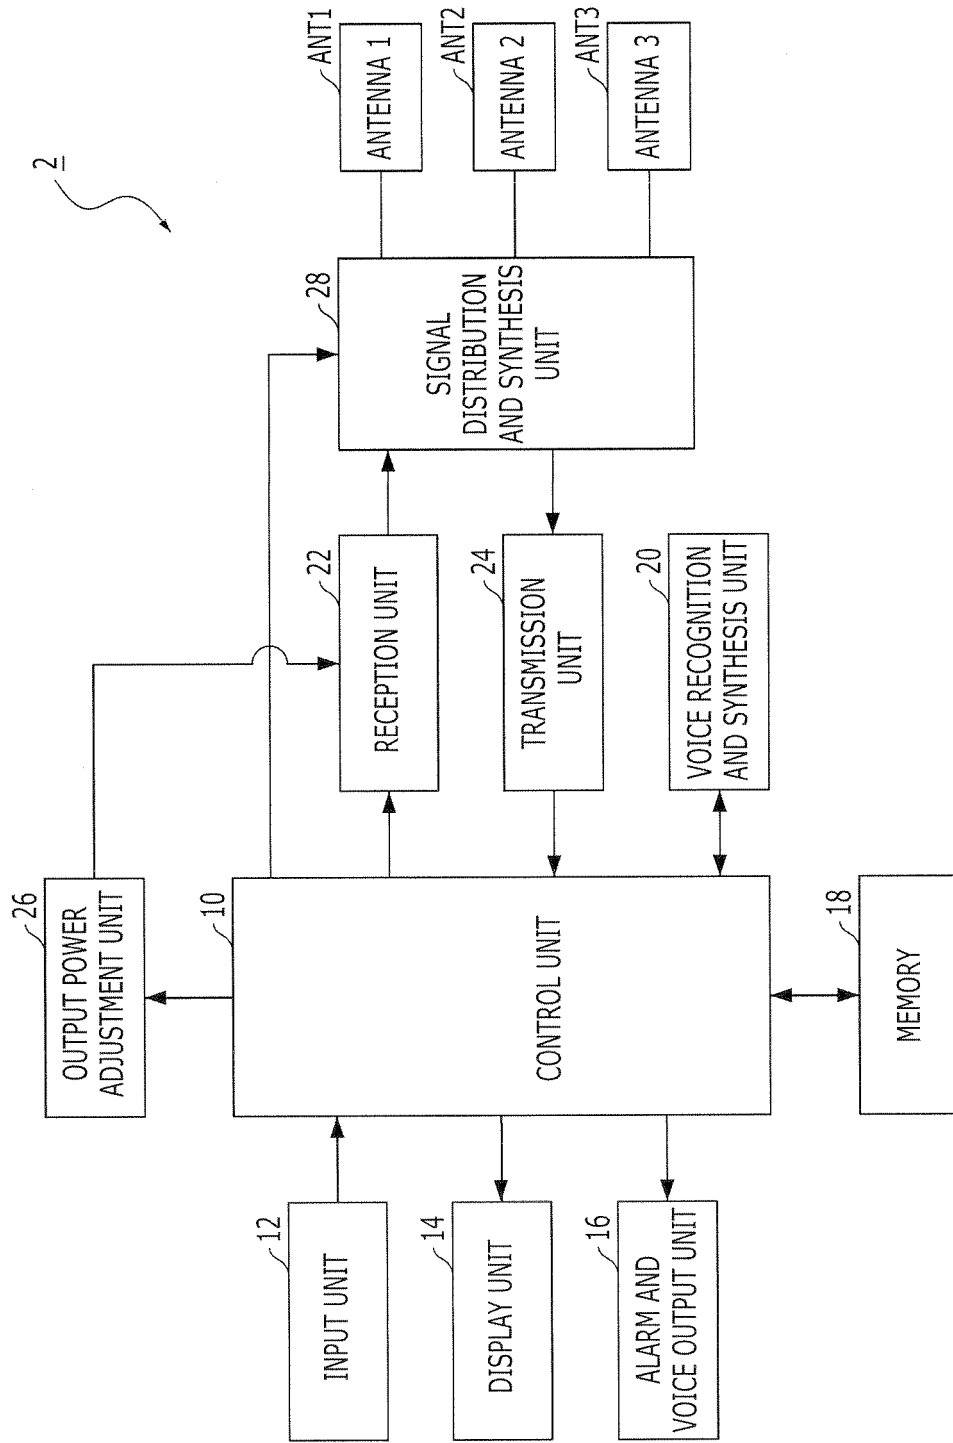 2
26
OUTPUT POWER
ADJUSTMENT UNIT
12
INPUT UNIT
10
CONTROL UNIT
22
RECEPTION UNIT
28
SIGNAL
DISTRIBUTION
AND SYNTHESIS
UNIT
ANT1
ANTENNA 1
14
DISPLAY UNIT
24
TRANSMISSION
UNIT
ANT2
ANTENNA 2
16
ALARM AND
VOICE OUTPUT UNIT
20
VOICE RECOGNITION
AND SYNTHESIS UNIT
ANT3
ANTENNA 3
18
MEMORY